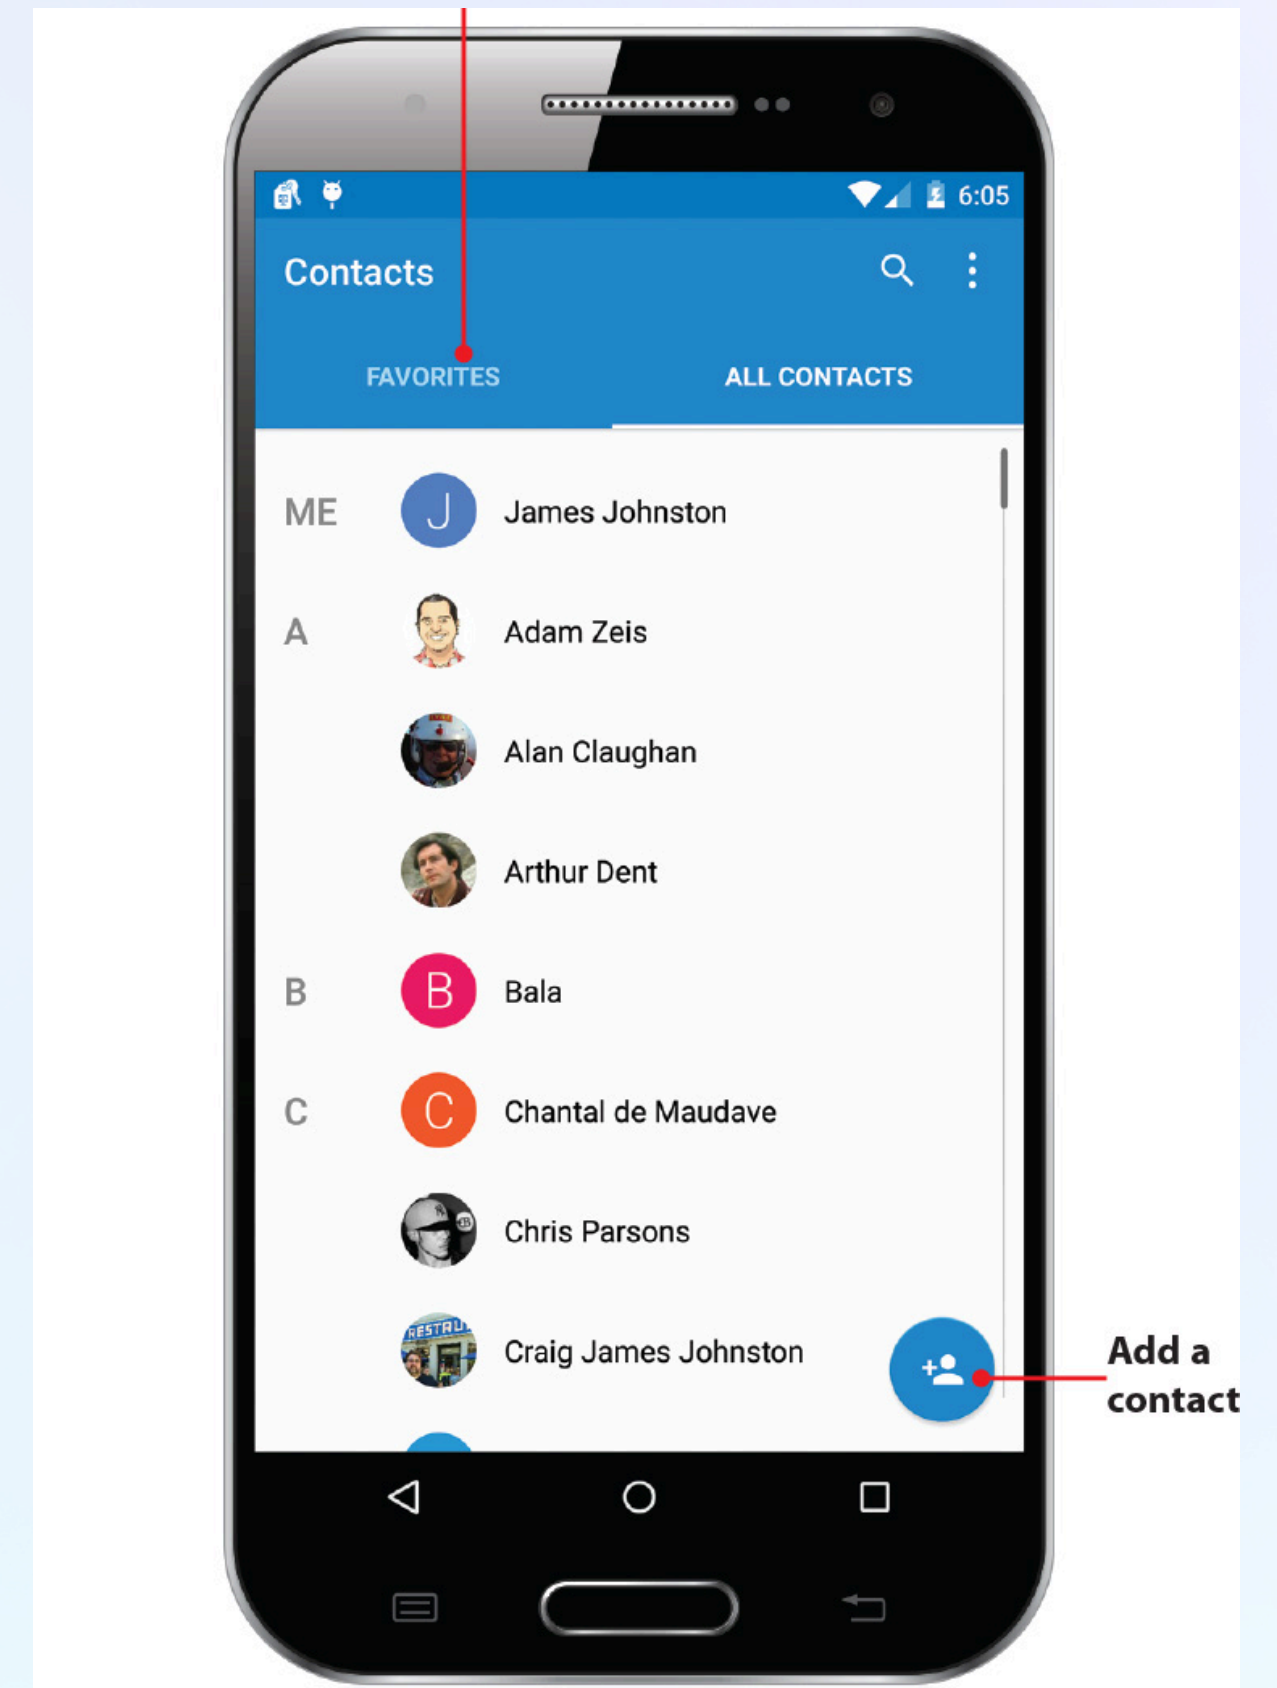 6:05
Contacts
FAVORITES
ALL CONTACTS
ME
J
James Johnston
A
Adam Zeis
Alan Claughan
Arthur Dent
B
B
Bala
C
C
Chantal de Maudave
Chris Parsons
RESTAU
Craig James Johnston
Add a
contact